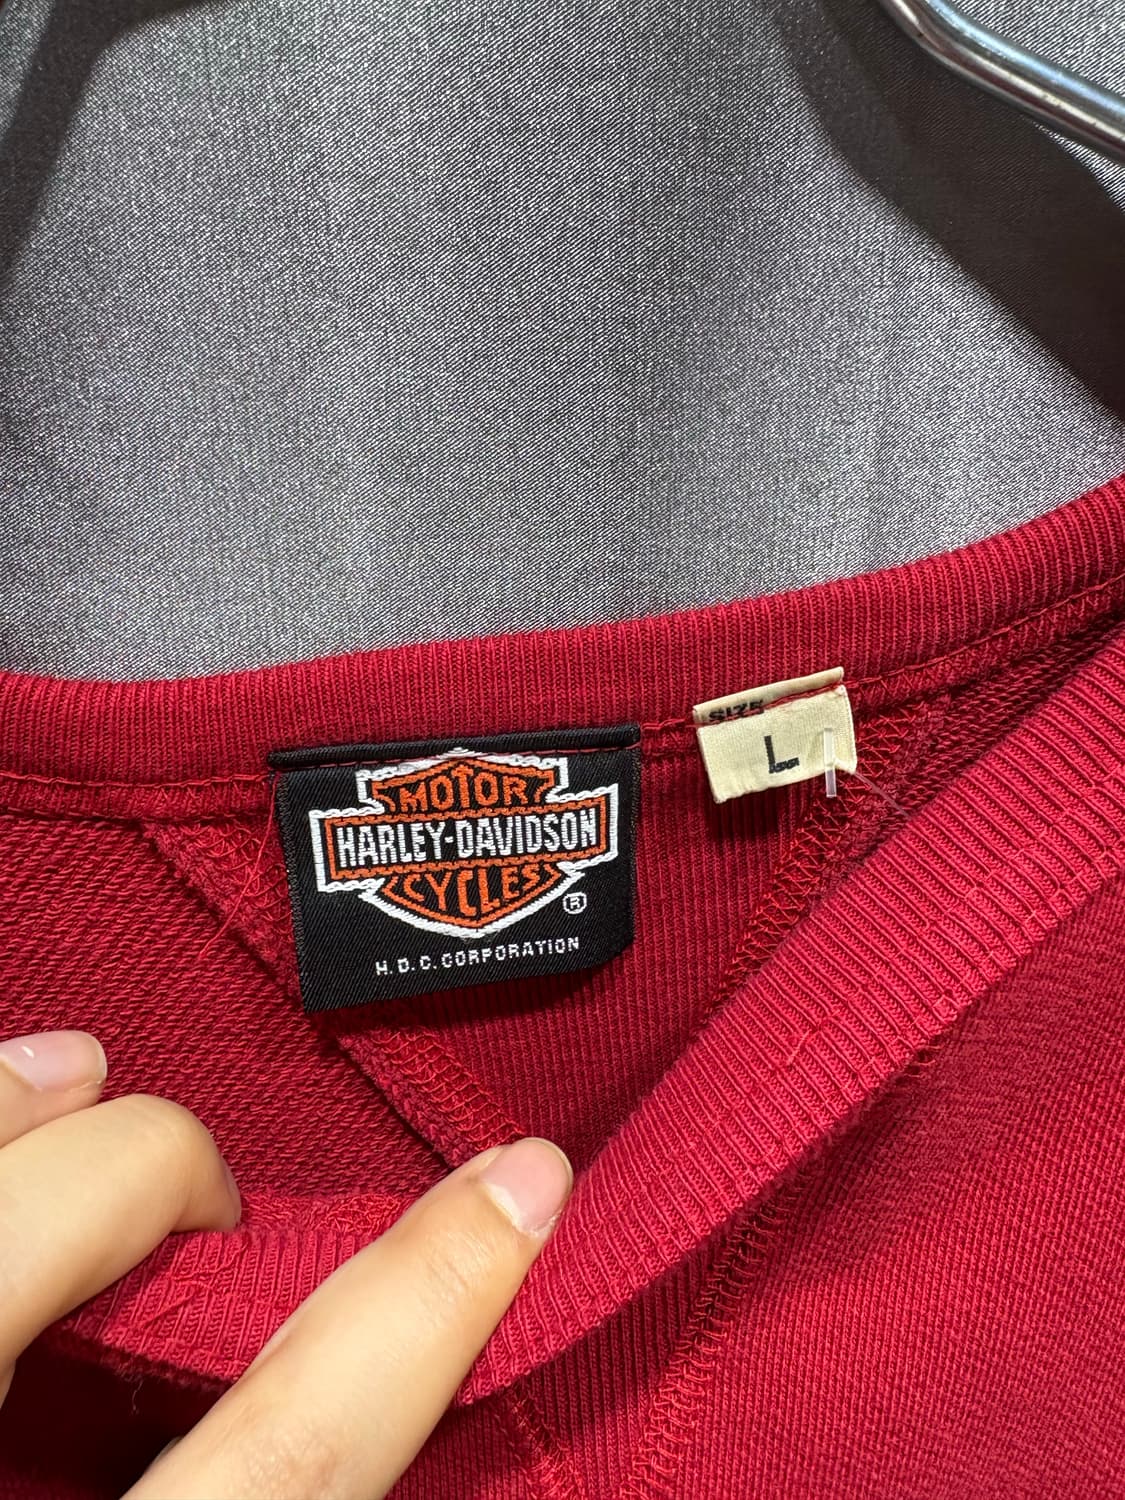 MOTOR
HARLEY-DAVIDSON
CYCLES
®
H.D.C. CORPORATION
SIZE
L